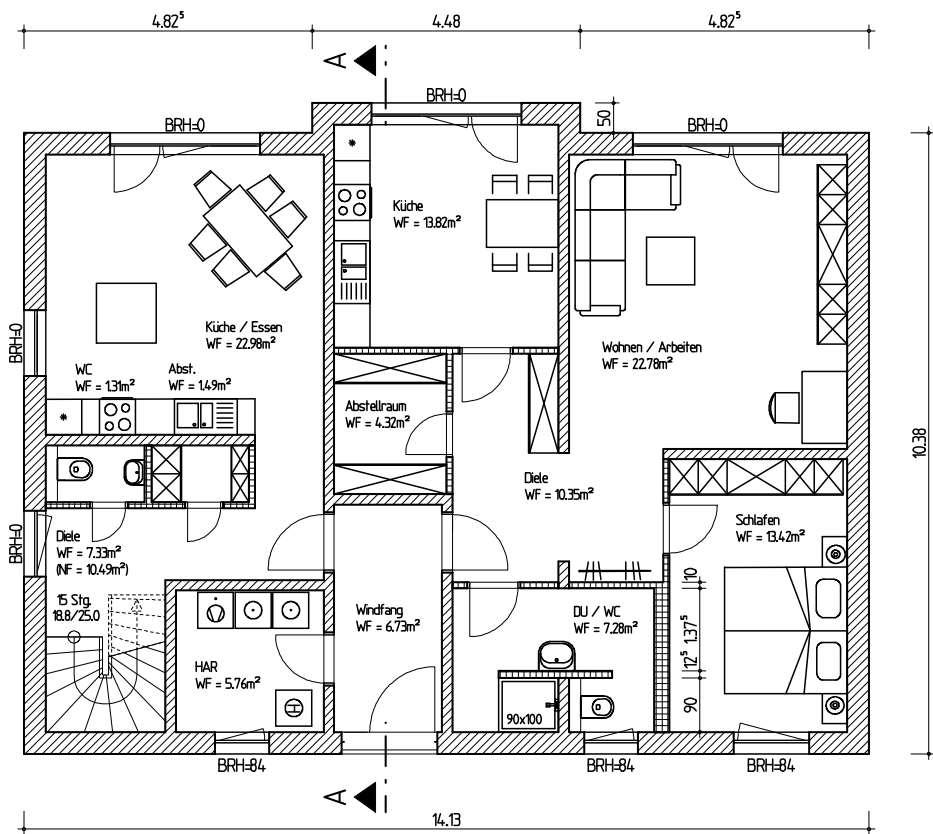 4.82⁵
4.48
4.82⁵
A
BRH=0
BRH=0
BRH=0
50
Küche
WF = 13.82m²
Küche / Essen
WF = 22.98m²
Wohnen / Arbeiten
WF = 22.78m²
BRH=0
WC
WF = 1.31m²
Abst.
WF = 1.49m²
Abstellraum
WF = 4.32m²
10.38
Diele
WF = 10.35m²
Schlafen
WF = 13.42m²
BRH=0
Diele
WF = 7.33m²
(NF = 10.49m²)
15 Stg.
18.8/25.0
Windfang
WF = 6.73m²
DU / WC
WF = 7.28m²
10
1.37⁵
12⁵
90
HAR
WF = 5.76m²
90x100
BRH=84
BRH=84
BRH=84
A
14.13